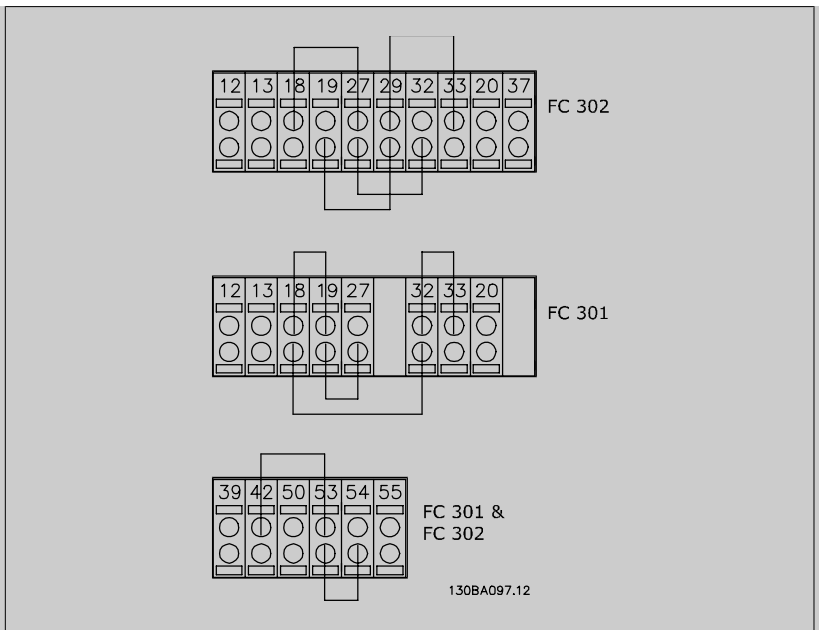 12 13 18 19 27 29 32 33 20 37
FC 302
12 13 18 19 27 32 33 20
FC 301
39 42 50 53 54 55
FC 301 &
FC 302
130BA097.12